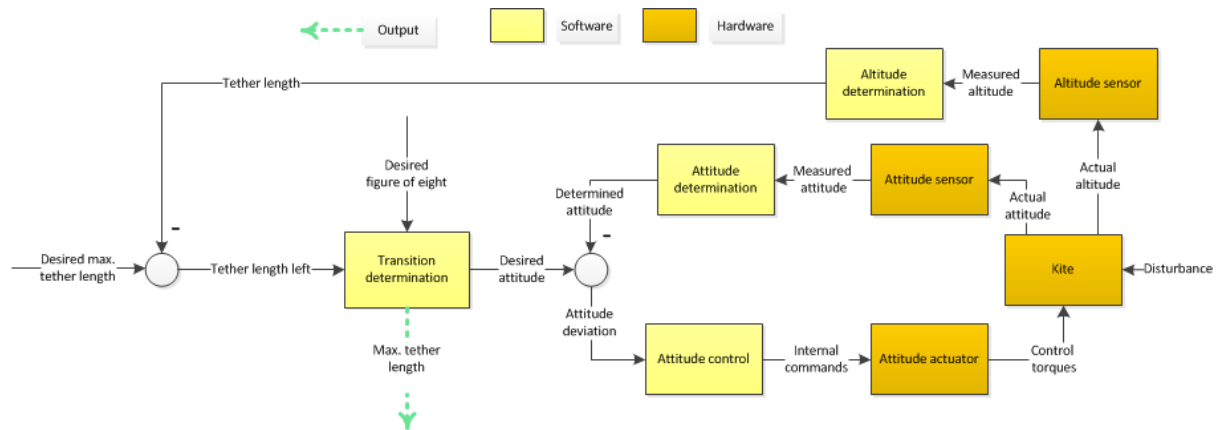 Output
Software
Hardware
Tether length
Altitude
determination
Measured
altitude
Altitude sensor
Desired
figure of eight
Attitude
determination
Measured
attitude
Attitude sensor
Actual
altitude
Determined
attitude
Actual
attitude
-
-
Desired max.
tether length
Tether length left
Transition
determination
Desired
attitude
Kite
Disturbance
Attitude
deviation
Max. tether
length
Attitude control
Internal
commands
Attitude actuator
Control
torques